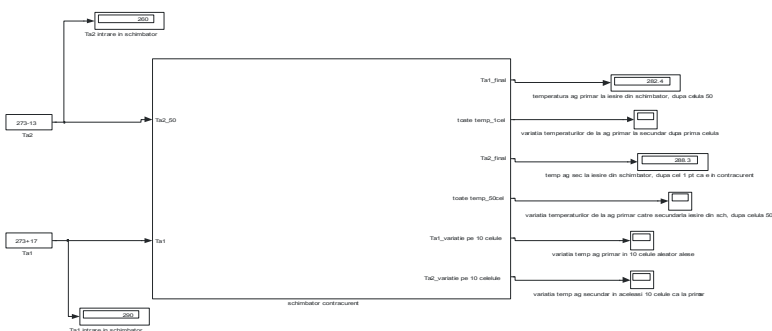 260
Ta2 intrare in schimbator
Ta1_final
282.4
temperatura ag primar la iesire din schimbator, dupa celula 50
273-13
Ta2
Ta2_50
toate temp_1cel
variatia temperaturilor de la ag primar la secundar dupa prima celula
Ta2_final
288.3
temp ag sec la iesire din schimbator, dupa cel 1 pt ca e in contracurent
toate temp_50cel
variatia temperaturilor de la ag primar catre secundarla iesire din sch, dupa celula 50
273+17
Ta1
Ta1
Ta1_variatie pe 10 celule
variatia temp ag primar in 10 celule aleator alese
Ta2_variatie pe 10 celelule
variatia temp ag secundar in aceleasi 10 celule ca la primar
schimbator contracurent
290
Ta1 intrare in schimbator